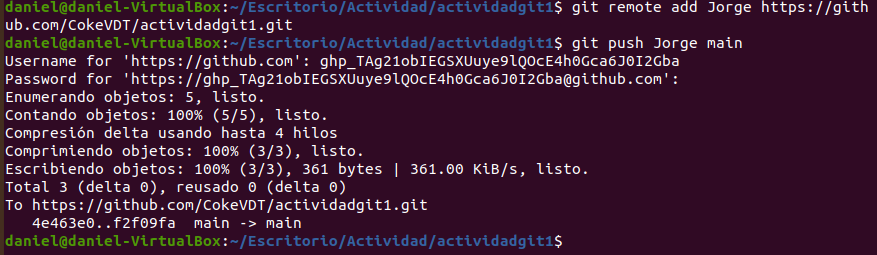 daniel@daniel-VirtualBox:~/Escritorio/Actividad/actividadgit1$ git remote add Jorge https://gith
ub.com/CokeVDT/actividadgit1.git
daniel@daniel-VirtualBox:~/Escritorio/Actividad/actividadgit1$ git push Jorge main
Username for 'https://github.com': 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
Password for 'https://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@github.com':
Enumerando objetos: 5, listo.
Contando objetos: 100% (5/5), listo.
Compresión delta usando hasta 4 hilos
Comprimiendo objetos: 100% (3/3), listo.
Escribiendo objetos: 100% (3/3), 361 bytes | 361.00 KiB/s, listo.
Total 3 (delta 0), reusado 0 (delta 0)
To https://github.com/CokeVDT/actividadgit1.git
   4e463e0..f2f09fa  main -> main
daniel@daniel-VirtualBox:~/Escritorio/Actividad/actividadgit1$